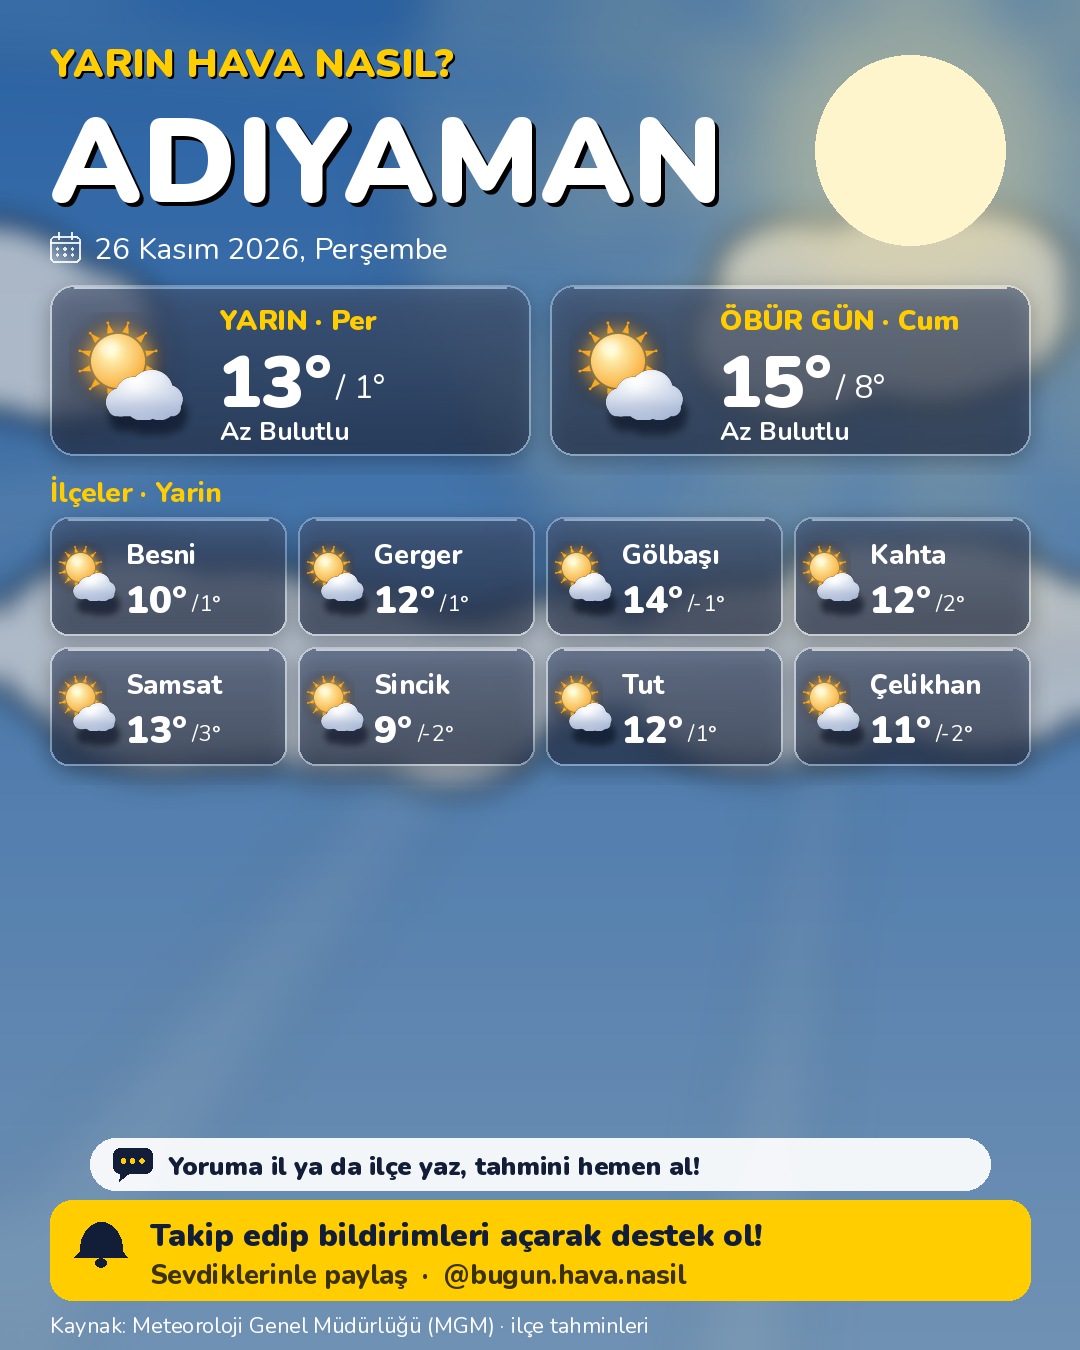 YARIN HAVA NASIL?
ADIYAMAN
26 Kasım 2026, Perşembe
YARIN · Per
13° / 1°
Az Bulutlu
ÖBÜR GÜN · Cum
15° / 8°
Az Bulutlu
İlçeler · Yarin
Besni
10° /1°
Gerger
12° /1°
Gölbaşı
14° /-1°
Kahta
12° /2°
Samsat
13° /3°
Sincik
9° /-2°
Tut
12° /1°
Çelikhan
11° /-2°
Yoruma il ya da ilçe yaz, tahmini hemen al!
Takip edip bildirimleri açarak destek ol!
Sevdiklerinle paylaş · @bugun.hava.nasil
Kaynak: Meteoroloji Genel Müdürlüğü (MGM) · ilçe tahminleri